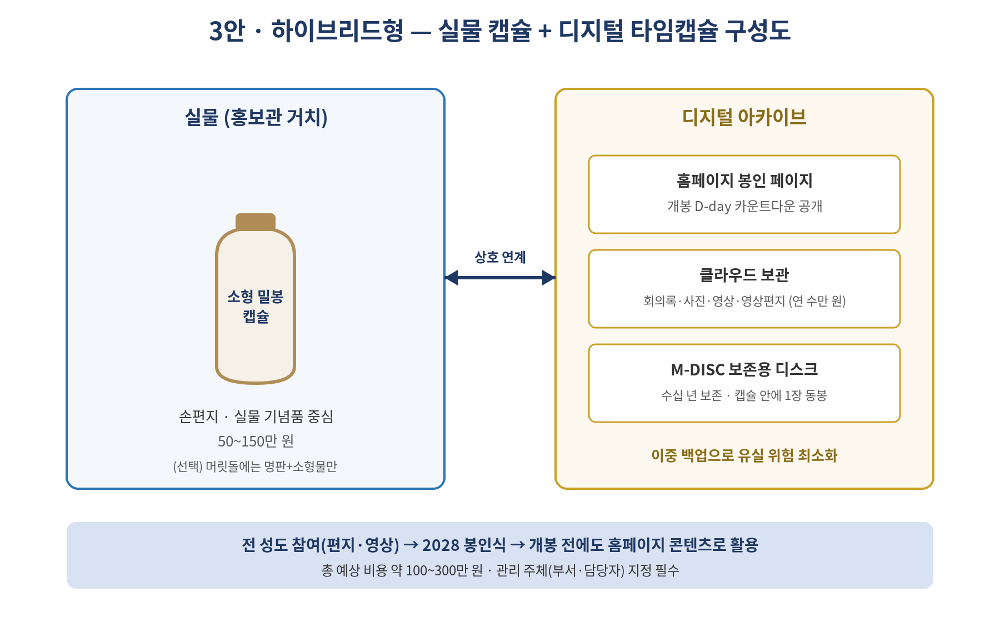 3안 · 하이브리드형 — 실물 캡슐 + 디지털 타임캡슐 구성도
실물 (홍보관 거치)
소형 밀봉
캡슐
손편지 · 실물 기념품 중심
50~150만 원
(선택) 머릿돌에는 명판+소형물만
상호 연계
디지털 아카이브
홈페이지 봉인 페이지
개봉 D-day 카운트다운 공개
클라우드 보관
회의록·사진·영상·영상편지 (연 수만 원)
M-DISC 보존용 디스크
수십 년 보존 · 캡슐 안에 1장 동봉
이중 백업으로 유실 위험 최소화
전 성도 참여(편지·영상) → 2028 봉인식 → 개봉 전에도 홈페이지 콘텐츠로 활용
총 예상 비용 약 100~300만 원 · 관리 주체(부서·담당자) 지정 필수